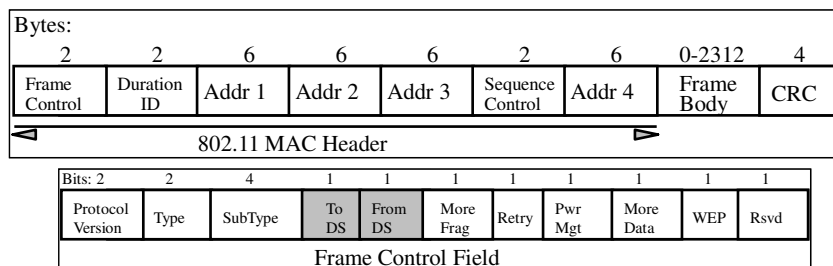 Bytes:
2 2 6 6 6 2 6 0-2312 4
Frame Control Duration ID Addr 1 Addr 2 Addr 3 Sequence Control Addr 4 Frame Body CRC
802.11 MAC Header
Bits: 2 2 4 1 1 1 1 1 1 1 1
Protocol Version Type SubType To DS From DS More Frag Retry Pwr Mgt More Data WEP Rsvd
Frame Control Field